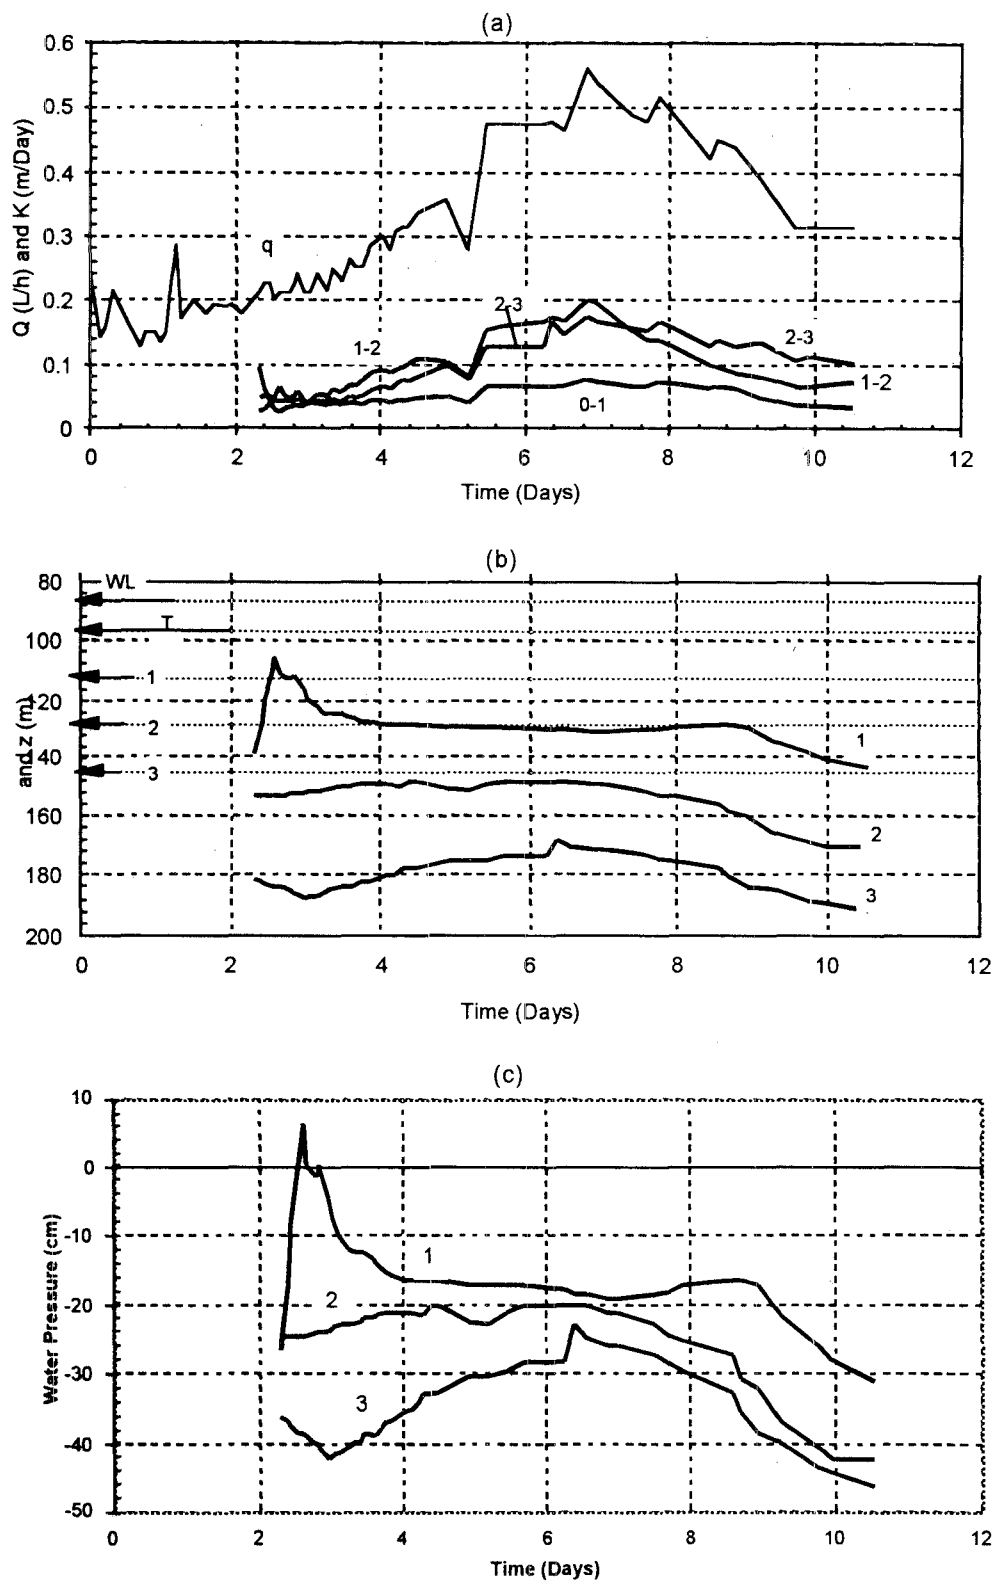 (a)
0.6
0.5
0.4
0.3
0.2
0.1
0
Q (L/h) and K (m/Day)
q
1-2
2-3
2-3
1-2
0-1
0 2 4 6 8 10 12
Time (Days)
(b)
80
100
120
140
160
180
200
and z (m)
WL
T
1
2
3
1
2
3
0 2 4 6 8 10 12
Time (Days)
(c)
10
0
-10
-20
-30
-40
-50
Water Pressure (cm)
1
2
3
0 2 4 6 8 10 12
Time (Days)